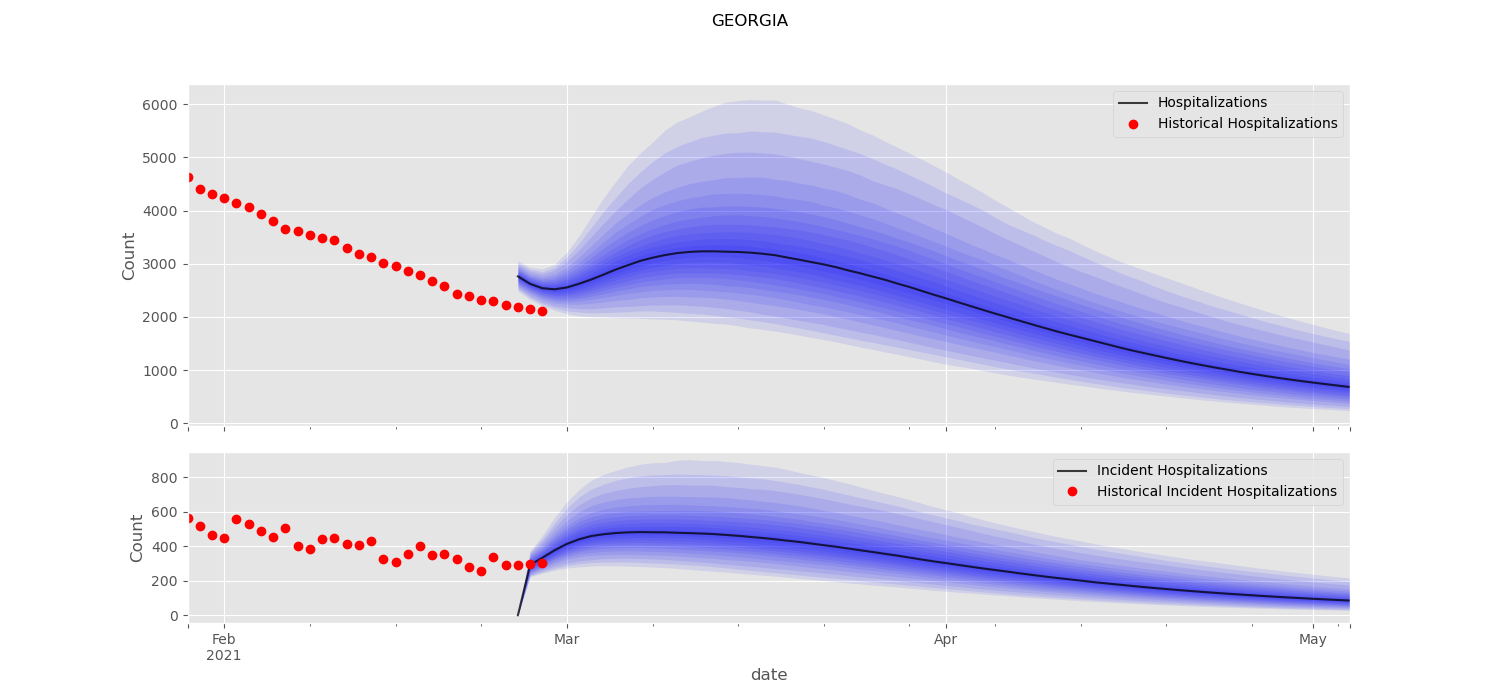 GEORGIA
Hospitalizations
Historical Hospitalizations
6000
5000
4000
3000
2000
1000
0
Count
Incident Hospitalizations
Historical Incident Hospitalizations
800
600
400
200
0
Count
Feb
2021
Mar
Apr
May
date